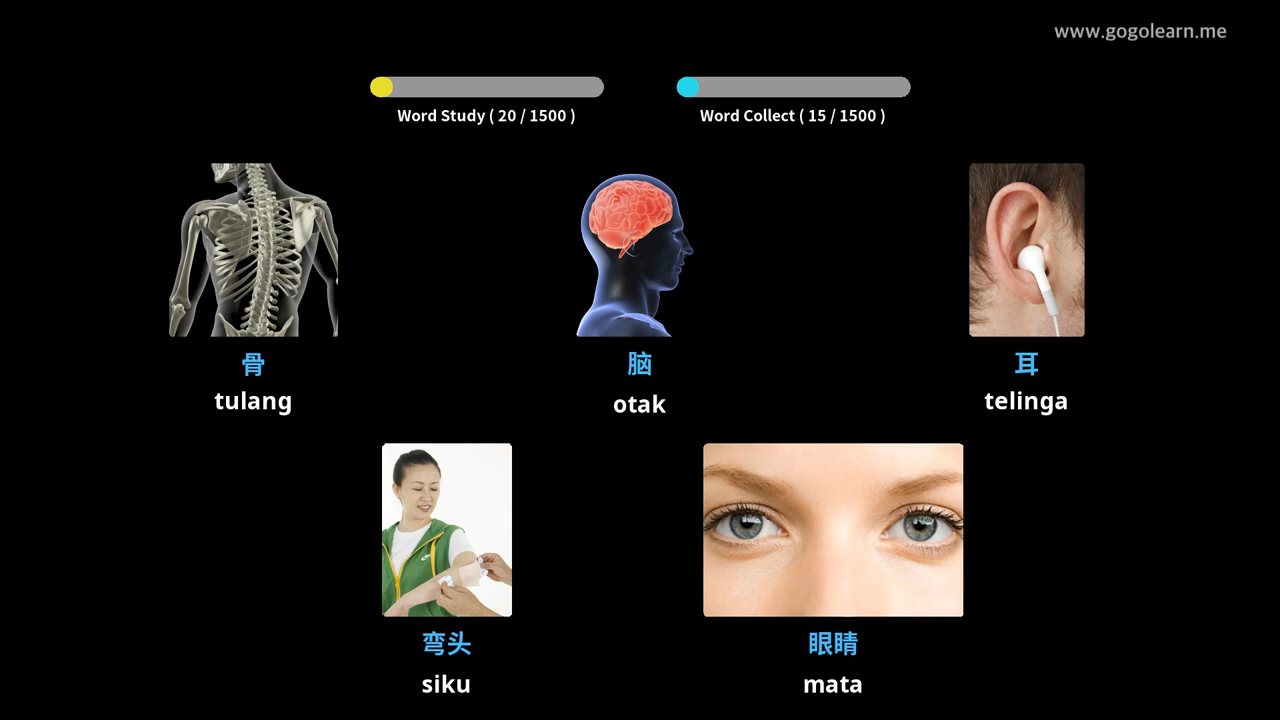 www.gogolearn.me
Word Study ( 20 / 1500 )
Word Collect ( 15 / 1500 )
骨
tulang
脑
otak
耳
telinga
弯头
siku
眼睛
mata